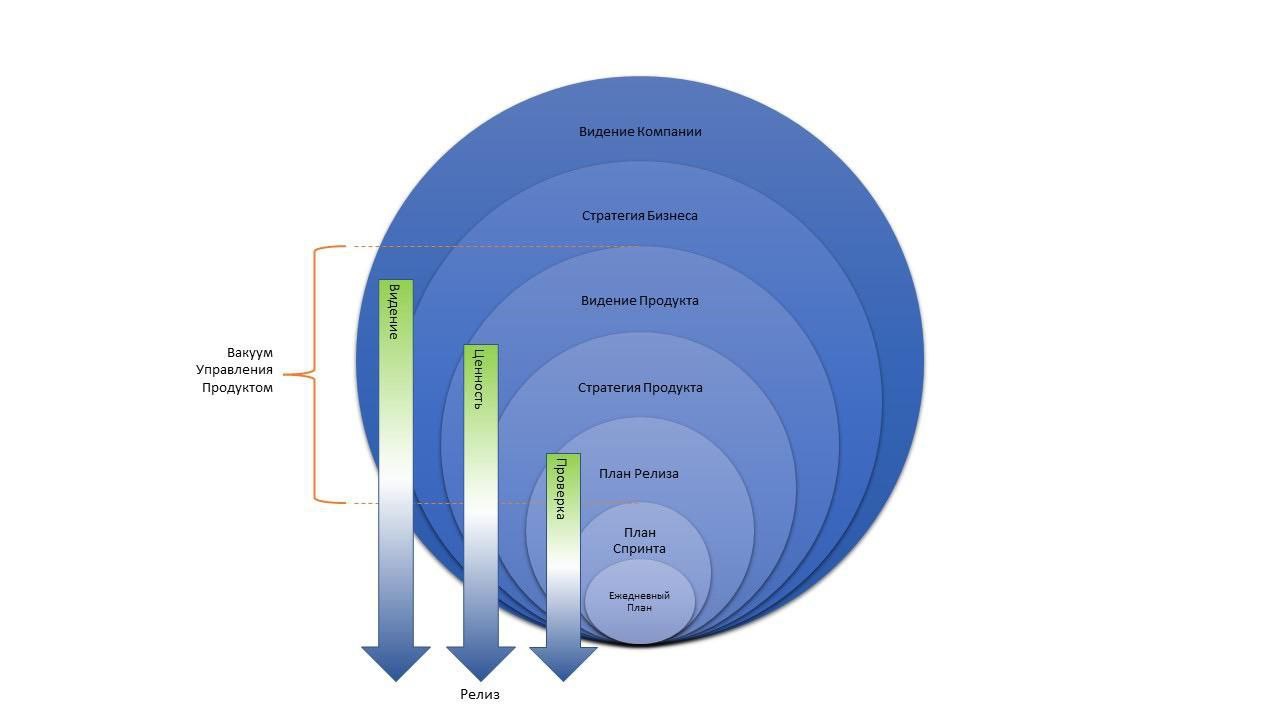 Видение Компании
Стратегия Бизнеса
Видение Продукта
Стратегия Продукта
План Релиза
План
Спринта
Ежедневный
План
Вакуум
Управления
Продуктом
Видение
Ценность
Проверка
Релиз